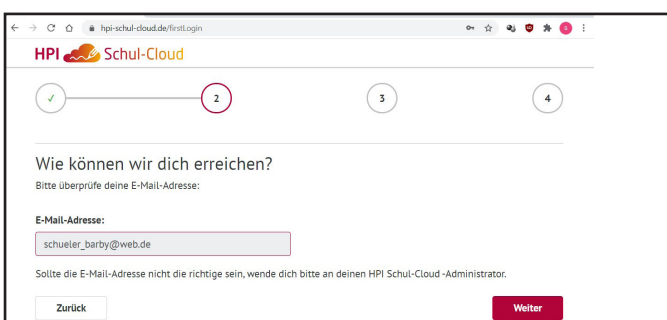 hpi-schul-cloud.de/firstLogin
HPI Schul-Cloud
✓ 2 3 4
Wie können wir dich erreichen?
Bitte überprüfe deine E-Mail-Adresse:
E-Mail-Adresse:
schueler_barby@web.de
Sollte die E-Mail-Adresse nicht die richtige sein, wende dich bitte an deinen HPI Schul-Cloud -Administrator.
Zurück Weiter